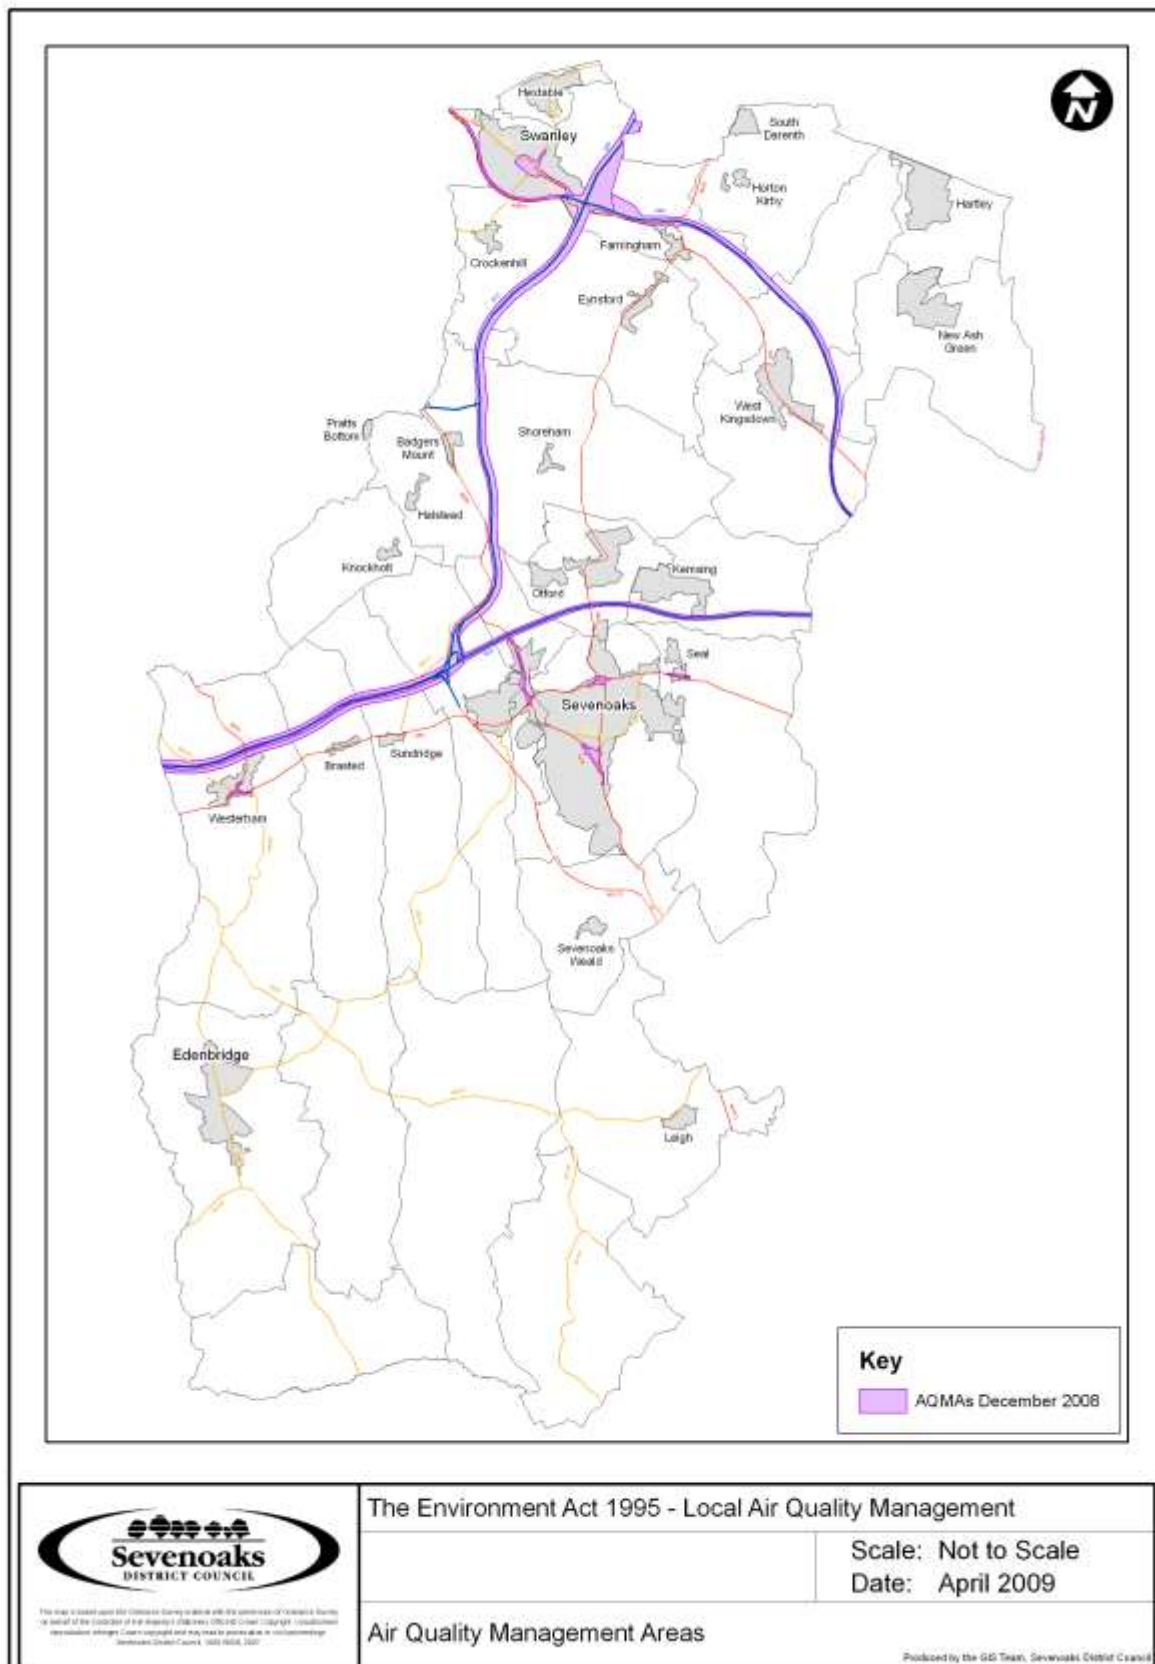 Hextable
Swanley
South
Darenth
Horton
Kirby
Hartley
Crockenhill
Farningham
Eynsford
New Ash
Green
West
Kingsdown
Pratts
Bottom
Badgers
Mount
Shoreham
Halstead
Knockholt
Otford
Kemsing
Seal
Sevenoaks
Brasted
Sundridge
Westerham
Sevenoaks
Weald
Edenbridge
Leigh
Key
AQMAs December 2008
Sevenoaks
DISTRICT COUNCIL
The Environment Act 1995 - Local Air Quality Management
Scale: Not to Scale
Date: April 2009
Air Quality Management Areas
Produced by the GIS Team, Sevenoaks District Council